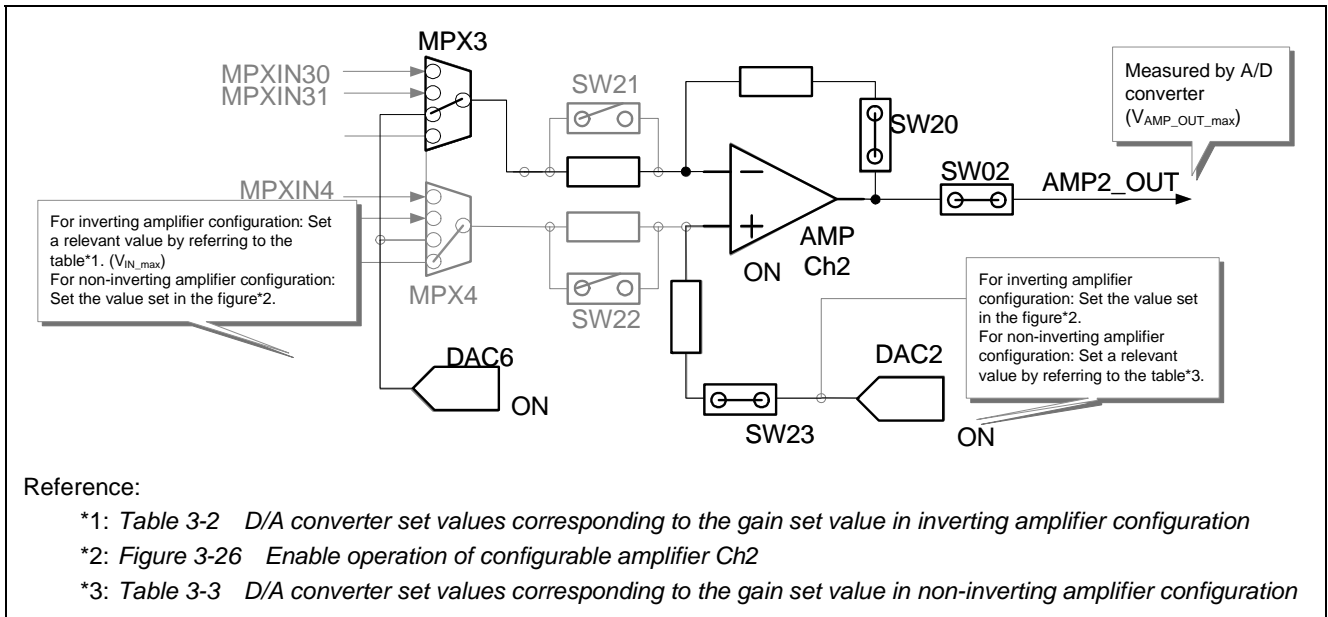 MPX3
MPXIN30
MPXIN31
SW21
SW20
Measured by A/D
converter
(VAMP_OUT_max)
SW02
AMP2_OUT
MPXIN4
For inverting amplifier configuration: Set
a relevant value by referring to the
table*1. (VIN_max)
For non-inverting amplifier configuration:
Set the value set in the figure*2.
MPX4
SW22
AMP
Ch2
ON
For inverting amplifier
configuration: Set the value set
in the figure*2.
For non-inverting amplifier
configuration: Set a relevant
value by referring to the table*3.
DAC6
ON
SW23
DAC2
ON
Reference:
*1: Table 3-2 D/A converter set values corresponding to the gain set value in inverting amplifier configuration
*2: Figure 3-26 Enable operation of configurable amplifier Ch2
*3: Table 3-3 D/A converter set values corresponding to the gain set value in non-inverting amplifier configuration